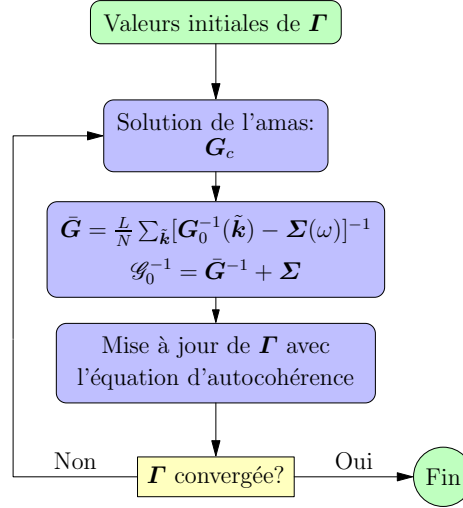 Valeurs initiales de Γ
Solution de l'amas:
G_c
Ḡ = L/N ∑_k̃ [G_0^{-1}(k̃) − Σ(ω)]^{-1}
𝒢_0^{-1} = Ḡ^{-1} + Σ
Mise à jour de Γ avec
l'équation d'autocohérence
Non
Γ convergée?
Oui
Fin